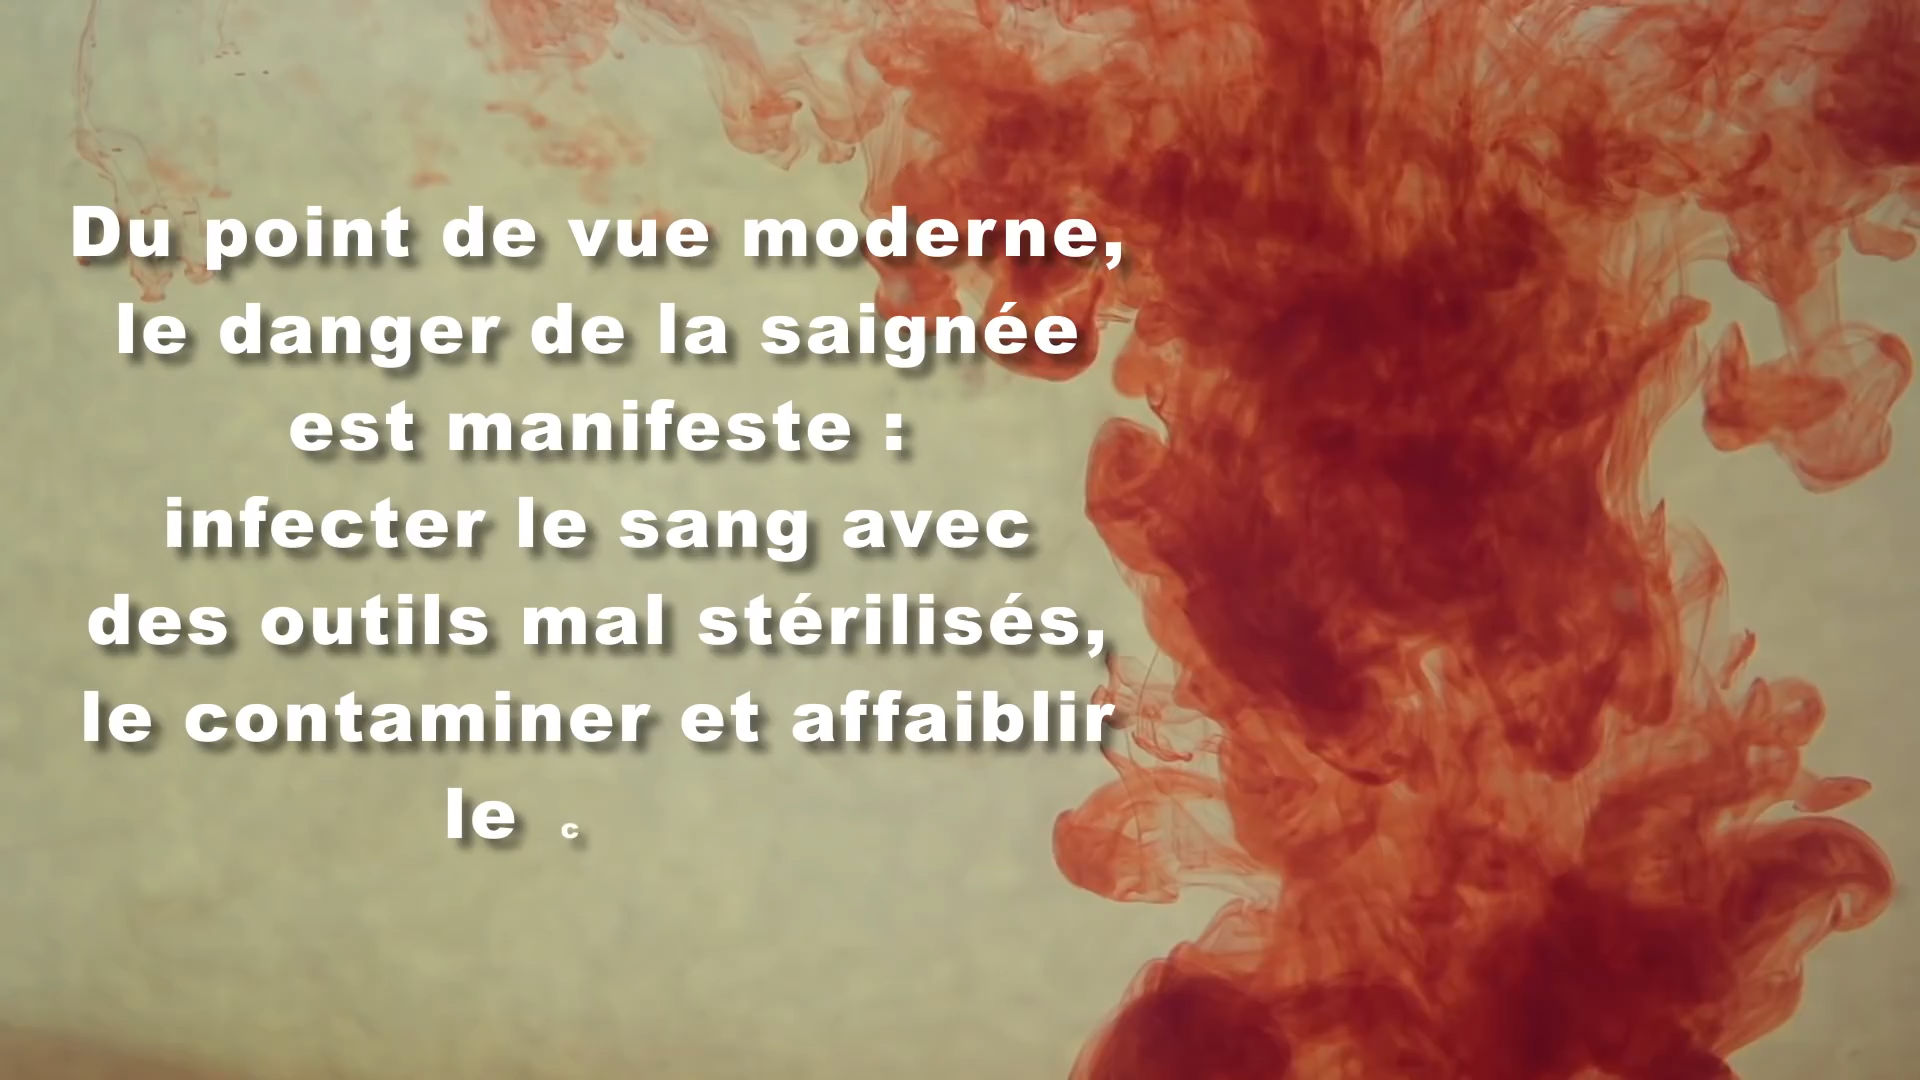 Du point de vue moderne,
le danger de la saignée
est manifeste :
infecter le sang avec
des outils mal stérilisés,
le contaminer et affaiblir
le c